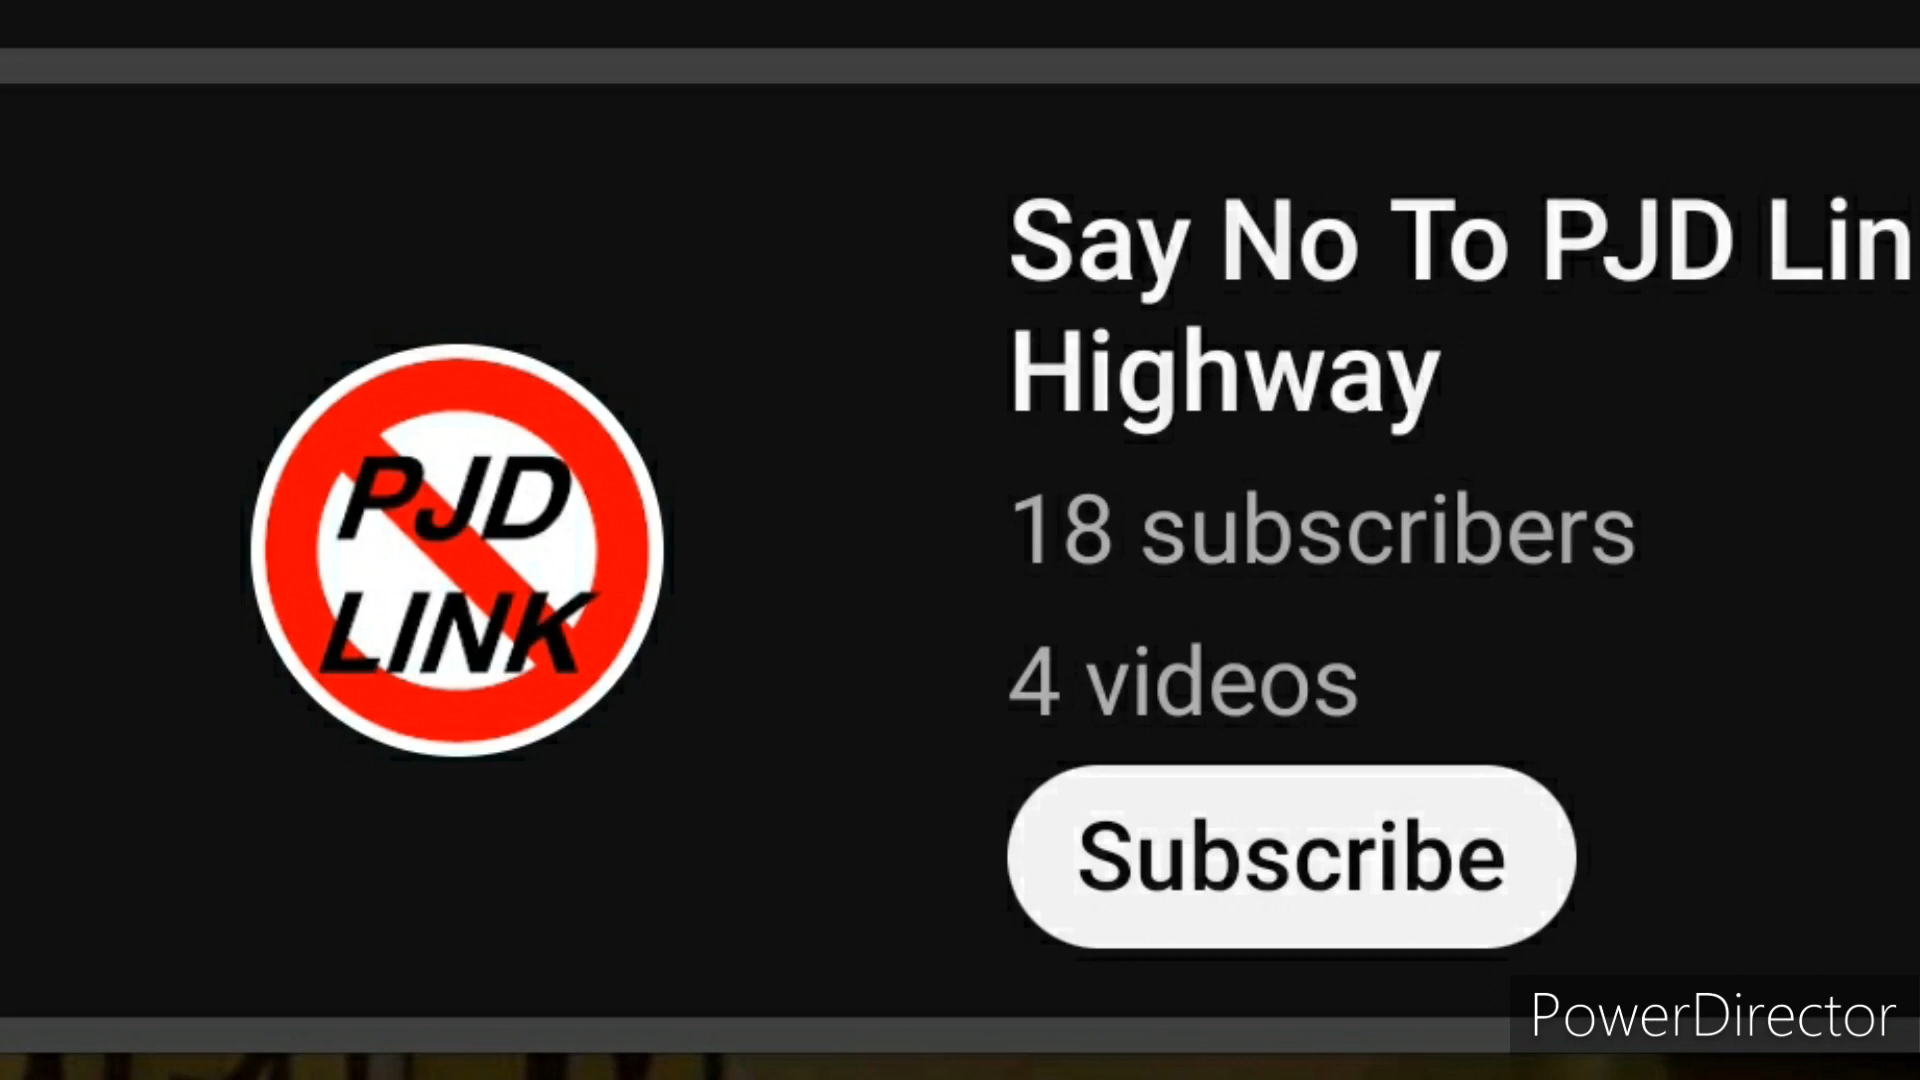 Say No To PJD Lin
Highway
18 subscribers
4 videos
Subscribe
PJD
LINK
PowerDirector